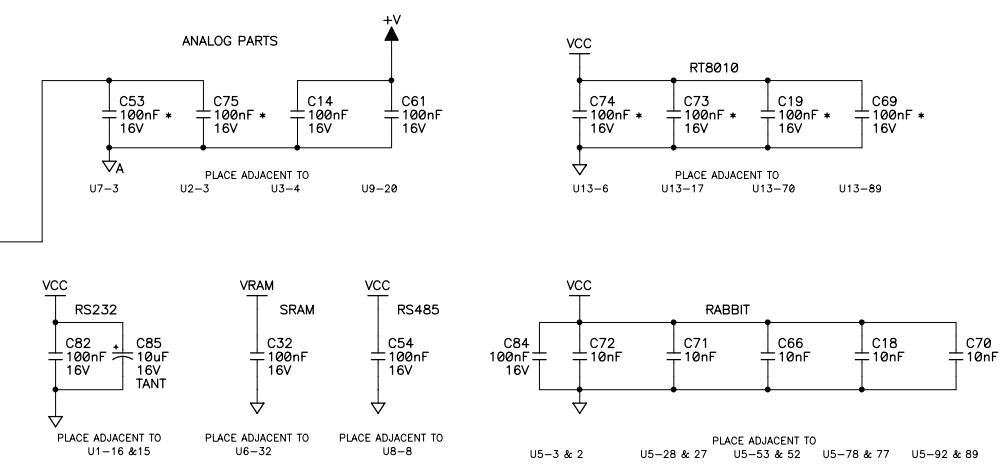 +V
ANALOG PARTS
C53
100nF *
16V
C75
100nF *
16V
C14
100nF
16V
C61
100nF
16V
A
PLACE ADJACENT TO
U7-3 U2-3 U3-4 U9-20
VCC
RT8010
C74
100nF *
16V
C73
100nF *
16V
C19
100nF *
16V
C69
100nF *
16V
PLACE ADJACENT TO
U13-6 U13-17 U13-70 U13-89
VCC
RS232
C82
100nF
16V
+
C85
10uF
16V
TANT
PLACE ADJACENT TO
U1-16 &15
VRAM
SRAM
C32
100nF
16V
PLACE ADJACENT TO
U6-32
VCC
RS485
C54
100nF
16V
PLACE ADJACENT TO
U8-8
VCC
RABBIT
C84
100nF
16V
C72
10nF
C71
10nF
C66
10nF
C18
10nF
C70
10nF
PLACE ADJACENT TO
U5-3 & 2 U5-28 & 27 U5-53 & 52 U5-78 & 77 U5-92 & 89